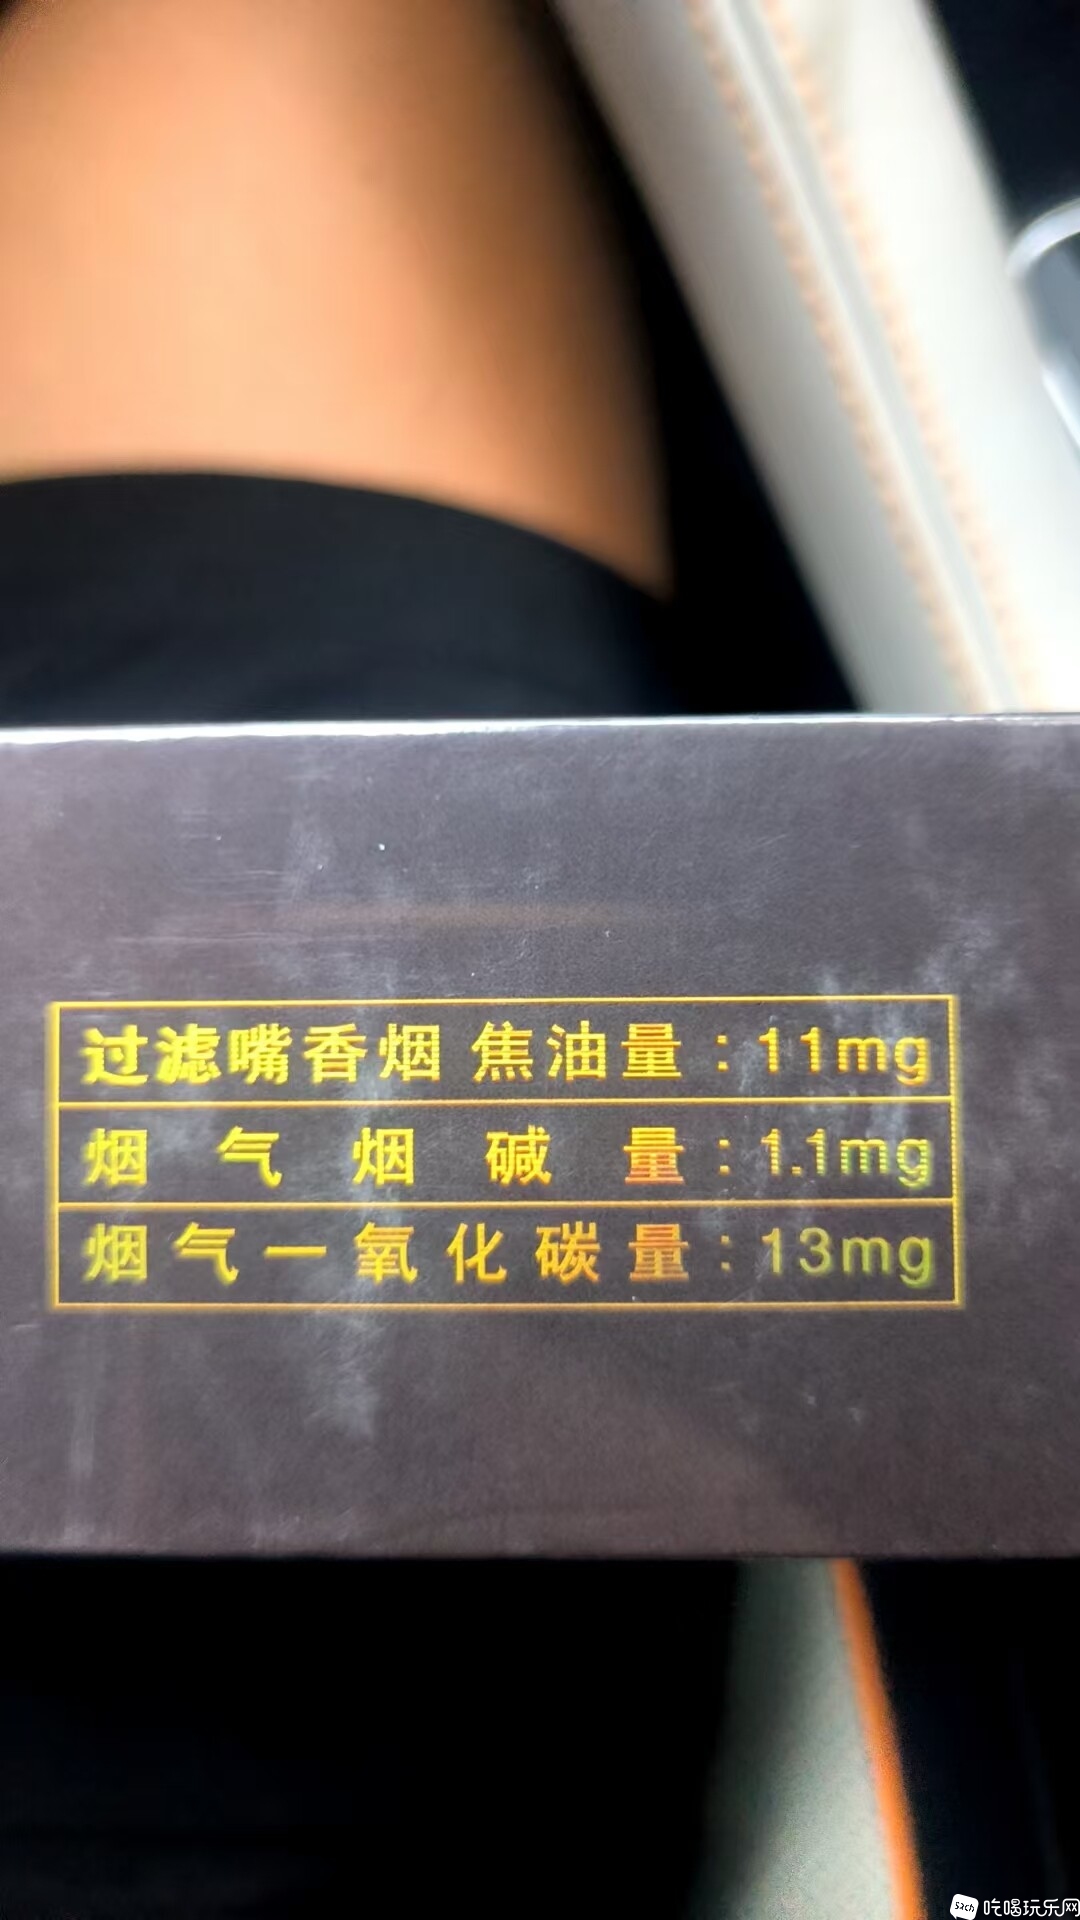 过滤嘴香烟 焦油量：11mg
烟气烟碱量：1.1mg
烟气一氧化碳量：13mg
吃喝玩乐网